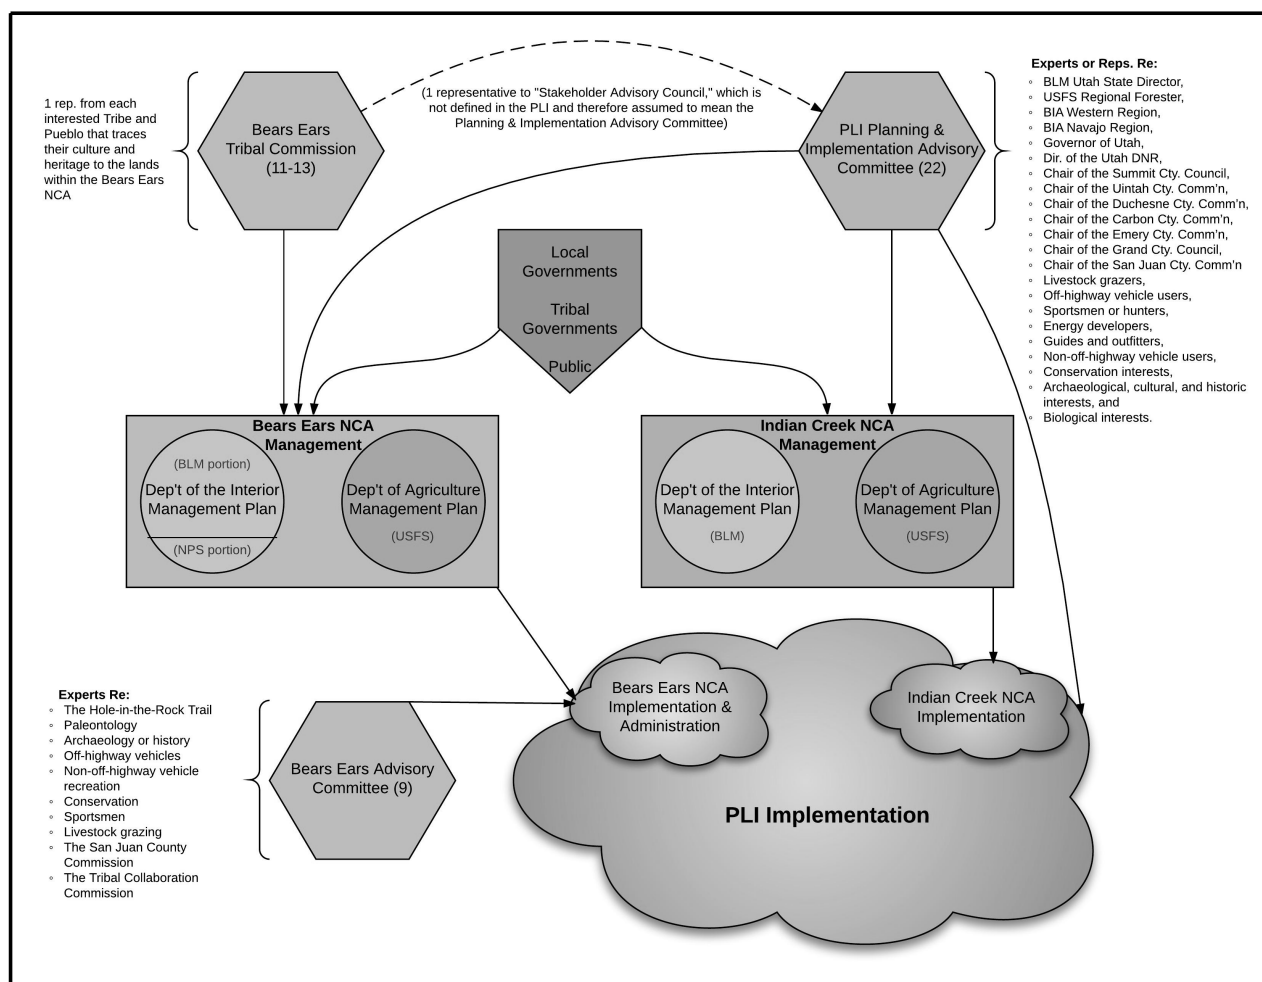 1 rep. from each
interested Tribe and
Pueblo that traces
their culture and
heritage to the lands
within the Bears Ears
NCA
Bears Ears
Tribal Commission
(11-13)
(1 representative to "Stakeholder Advisory Council," which is
not defined in the PLI and therefore assumed to mean the
Planning & Implementation Advisory Committee)
PLI Planning &
Implementation Advisory
Committee (22)
Experts or Reps. Re:
◦ BLM Utah State Director,
◦ USFS Regional Forester,
◦ BIA Western Region,
◦ BIA Navajo Region,
◦ Governor of Utah,
◦ Dir. of the Utah DNR,
◦ Chair of the Summit Cty. Council,
◦ Chair of the Uintah Cty. Comm'n,
◦ Chair of the Duchesne Cty. Comm'n,
◦ Chair of the Carbon Cty. Comm'n,
◦ Chair of the Emery Cty. Comm'n,
◦ Chair of the Grand Cty. Council,
◦ Chair of the San Juan Cty. Comm'n
◦ Livestock grazers,
◦ Off-highway vehicle users,
◦ Sportsmen or hunters,
◦ Energy developers,
◦ Guides and outfitters,
◦ Non-off-highway vehicle users,
◦ Conservation interests,
◦ Archaeological, cultural, and historic
interests, and
◦ Biological interests.
Local
Governments
Tribal
Governments
Public
Bears Ears NCA
Management
(BLM portion)
Dep't of the Interior
Management Plan
(NPS portion)
Dep't of Agriculture
Management Plan
(USFS)
Indian Creek NCA
Management
Dep't of the Interior
Management Plan
(BLM)
Dep't of Agriculture
Management Plan
(USFS)
Experts Re:
◦ The Hole-in-the-Rock Trail
◦ Paleontology
◦ Archaeology or history
◦ Off-highway vehicles
◦ Non-off-highway vehicle
recreation
◦ Conservation
◦ Sportsmen
◦ Livestock grazing
◦ The San Juan County
Commission
◦ The Tribal Collaboration
Commission
Bears Ears Advisory
Committee (9)
Bears Ears NCA
Implementation &
Administration
Indian Creek NCA
Implementation
PLI Implementation